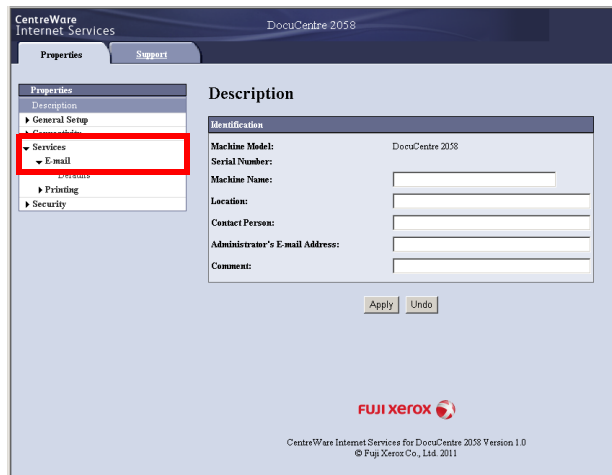 CentreWare
Internet Services
DocuCentre 2058
Properties
Support
Properties
Description
General Setup
Connectivity
Services
E-mail
Defaults
Printing
Security
Description
Identification
Machine Model: DocuCentre 2058
Serial Number:
Machine Name:
Location:
Contact Person:
Administrator's E-mail Address:
Comment:
Apply Undo
FUJI xerox
CentreWare Internet Services for DocuCentre 2058 Version 1.0
© Fuji Xerox Co., Ltd. 2011